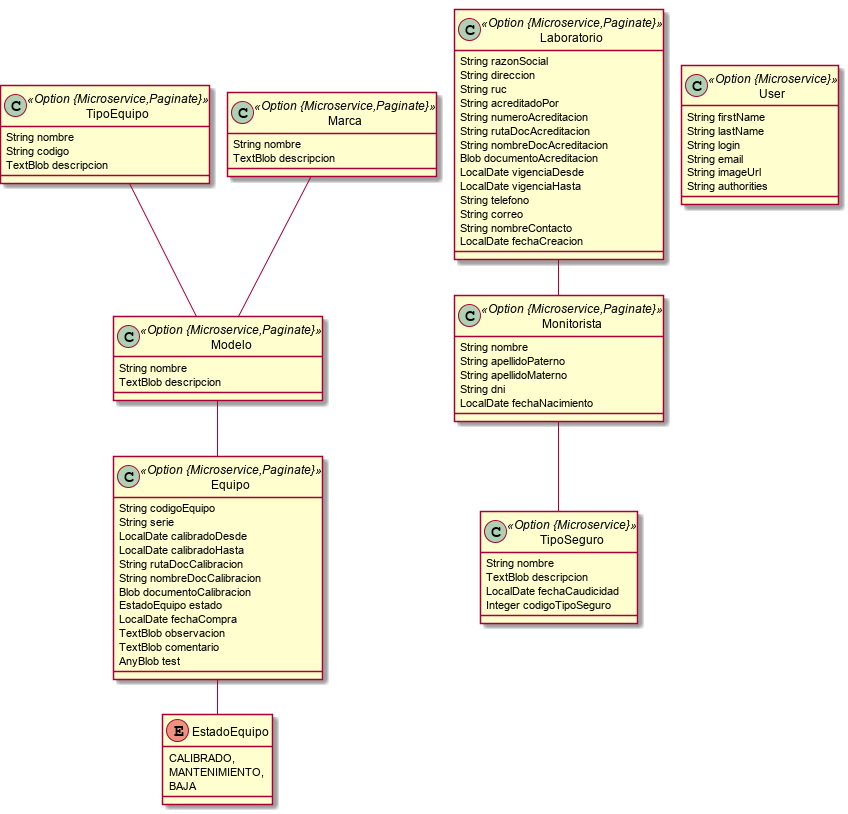 C «Option {Microservice,Paginate}»
TipoEquipo
String nombre
String codigo
TextBlob descripcion
C «Option {Microservice,Paginate}»
Marca
String nombre
TextBlob descripcion
C «Option {Microservice,Paginate}»
Laboratorio
String razonSocial
String direccion
String ruc
String acreditadoPor
String numeroAcreditacion
String rutaDocAcreditacion
String nombreDocAcreditacion
Blob documentoAcreditacion
LocalDate vigenciaDesde
LocalDate vigenciaHasta
String telefono
String correo
String nombreContacto
LocalDate fechaCreacion
C «Option {Microservice}»
User
String firstName
String lastName
String login
String email
String imageUrl
String authorities
C «Option {Microservice,Paginate}»
Modelo
String nombre
TextBlob descripcion
C «Option {Microservice,Paginate}»
Monitorista
String nombre
String apellidoPaterno
String apellidoMaterno
String dni
LocalDate fechaNacimiento
C «Option {Microservice,Paginate}»
Equipo
String codigoEquipo
String serie
LocalDate calibradoDesde
LocalDate calibradoHasta
String rutaDocCalibracion
String nombreDocCalibracion
Blob documentoCalibracion
EstadoEquipo estado
LocalDate fechaCompra
TextBlob observacion
TextBlob comentario
AnyBlob test
C «Option {Microservice}»
TipoSeguro
String nombre
TextBlob descripcion
LocalDate fechaCaudicidad
Integer codigoTipoSeguro
E EstadoEquipo
CALIBRADO,
MANTENIMIENTO,
BAJA